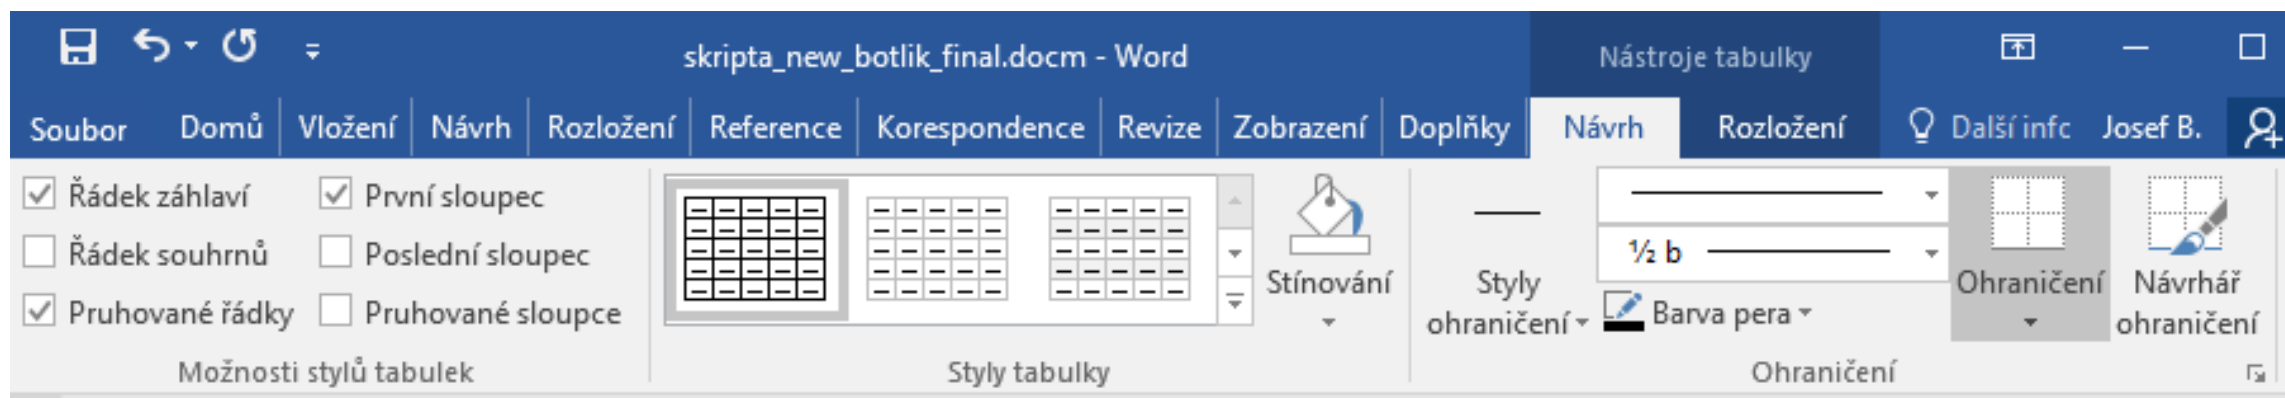 skripta_new_botlik_final.docm - Word Nástroje tabulky
Soubor Domů Vložení Návrh Rozložení Reference Korespondence Revize Zobrazení Doplňky Návrh Rozložení Další infc Josef B.
Řádek záhlaví První sloupec
Řádek souhrnů Poslední sloupec
Pruhované řádky Pruhované sloupce
Možnosti stylů tabulek
Styly tabulky
Stínování
Styly
ohraničení
½ b
Barva pera
Ohraničení
Návrhář
ohraničení
Ohraničení